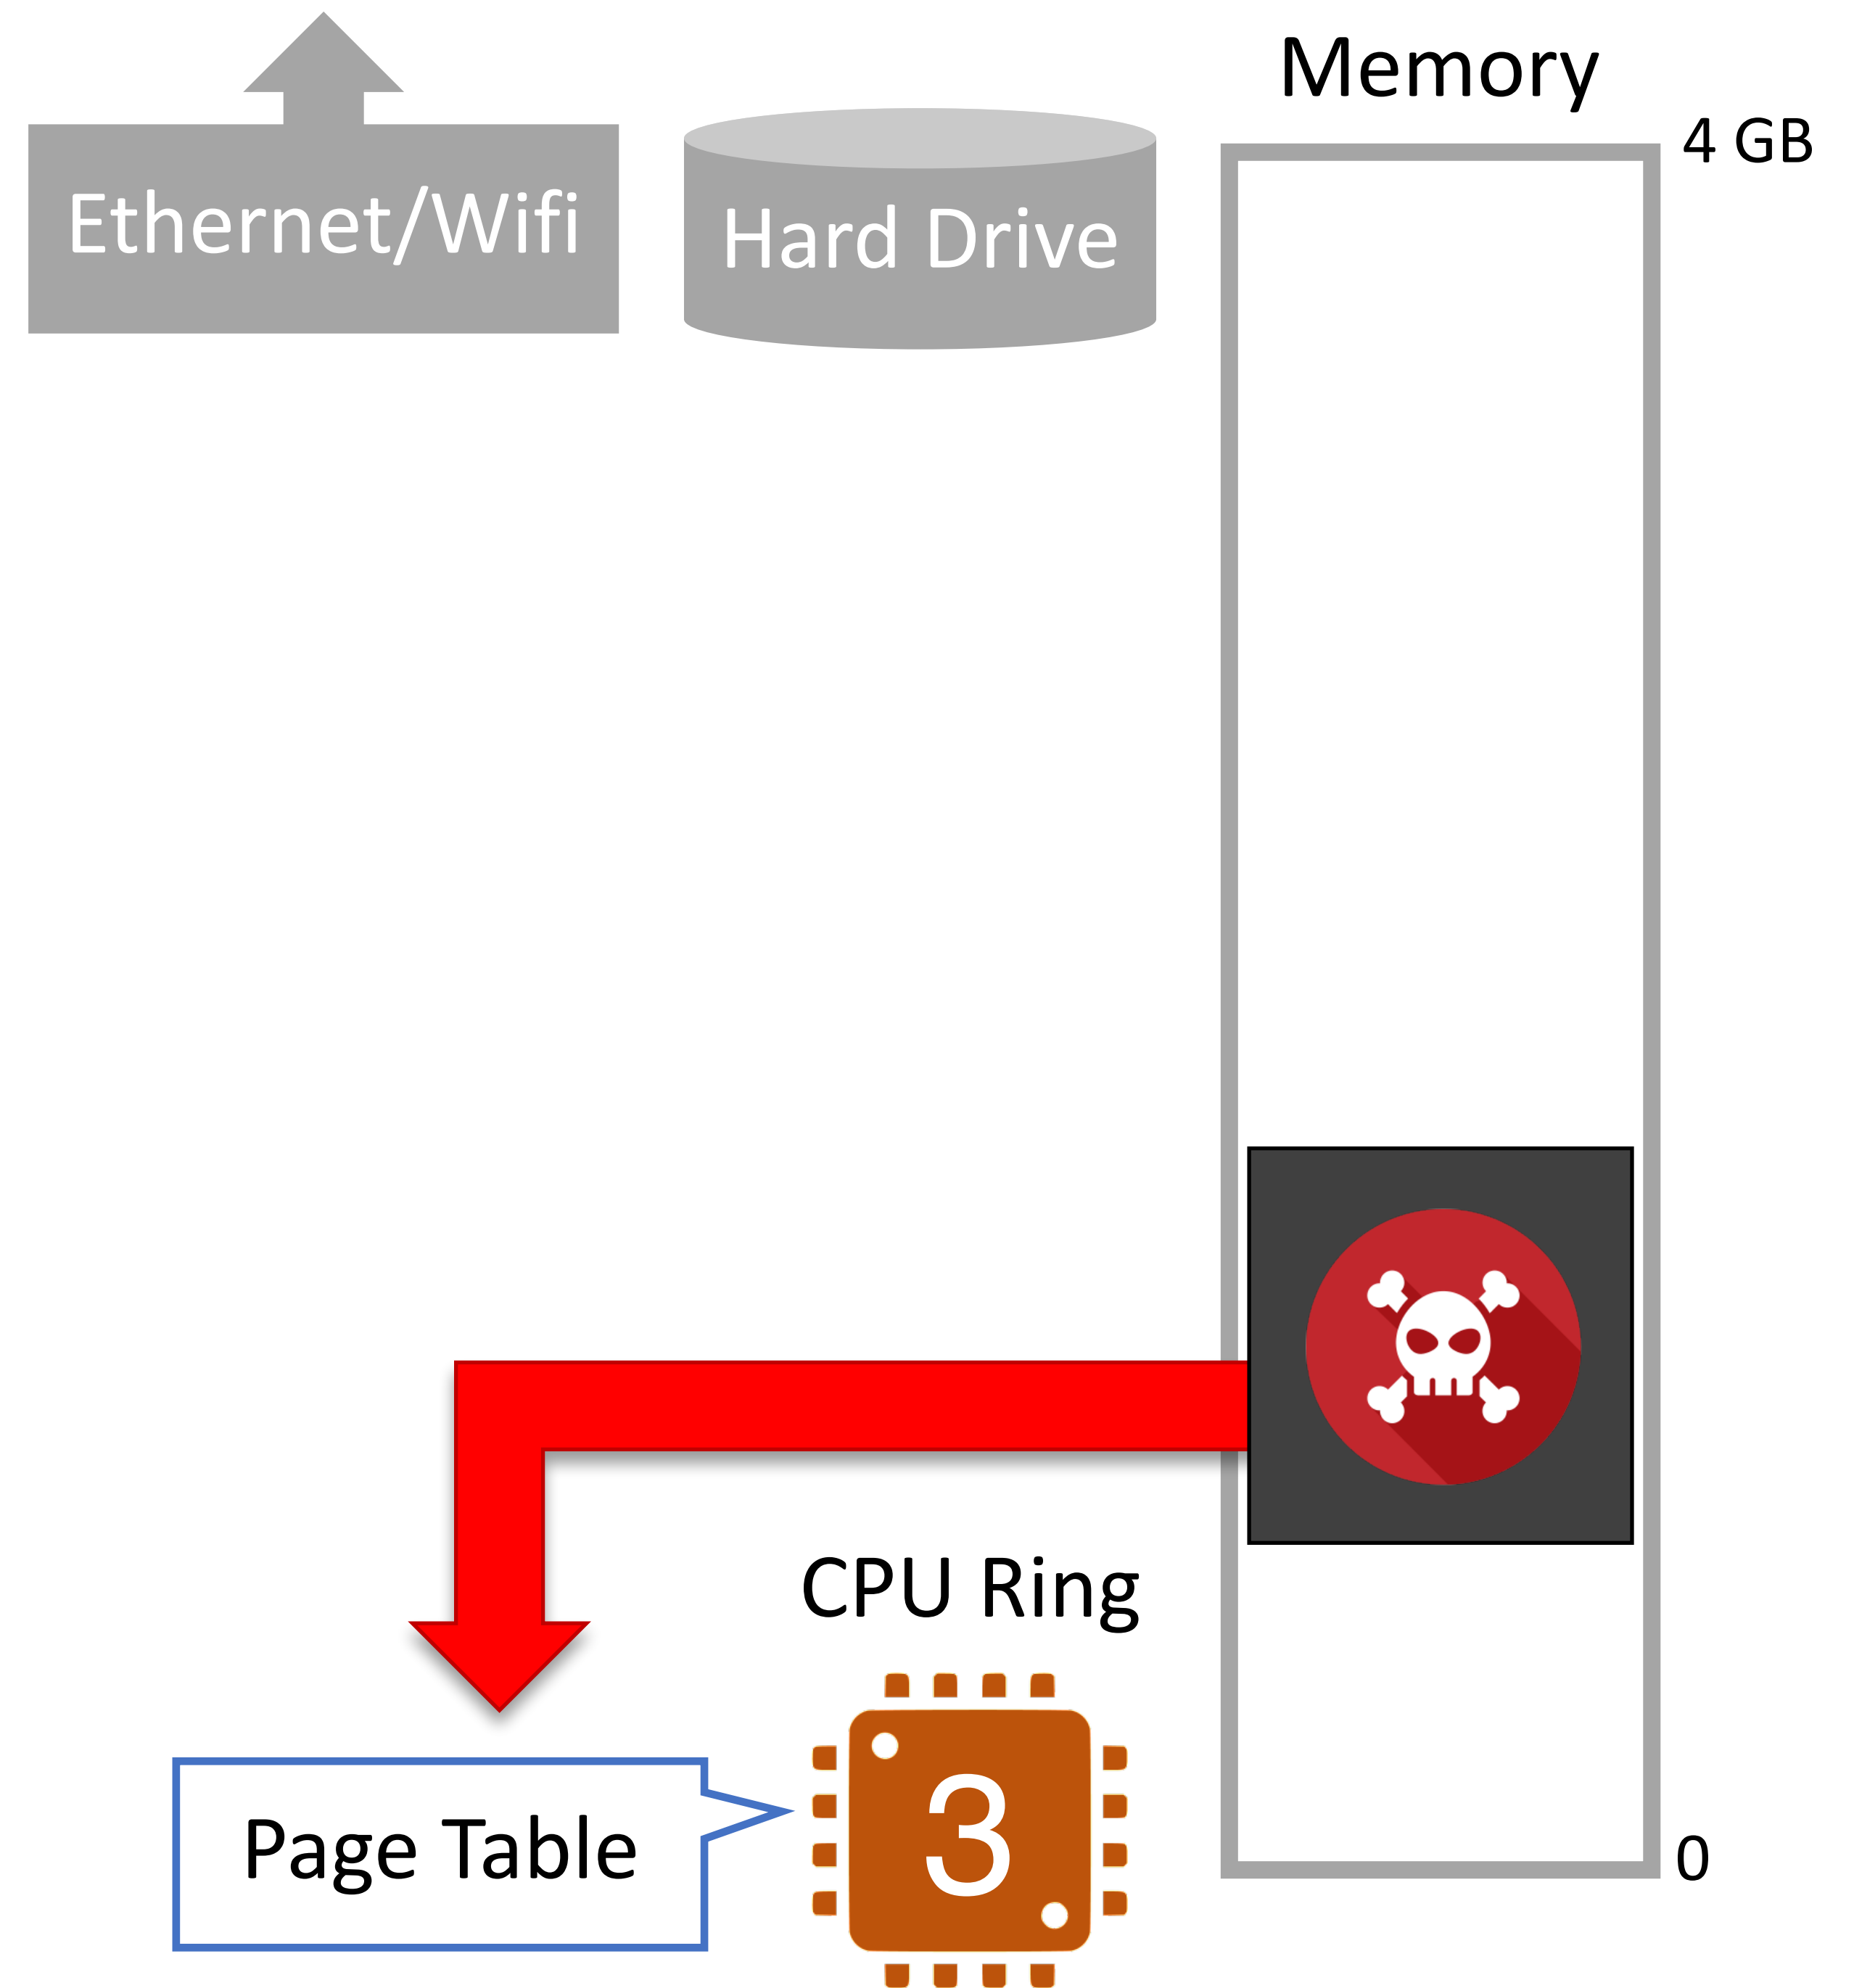 Memory
4 GB
Ethernet/Wifi
Hard Drive
CPU Ring
3
Page Table
0